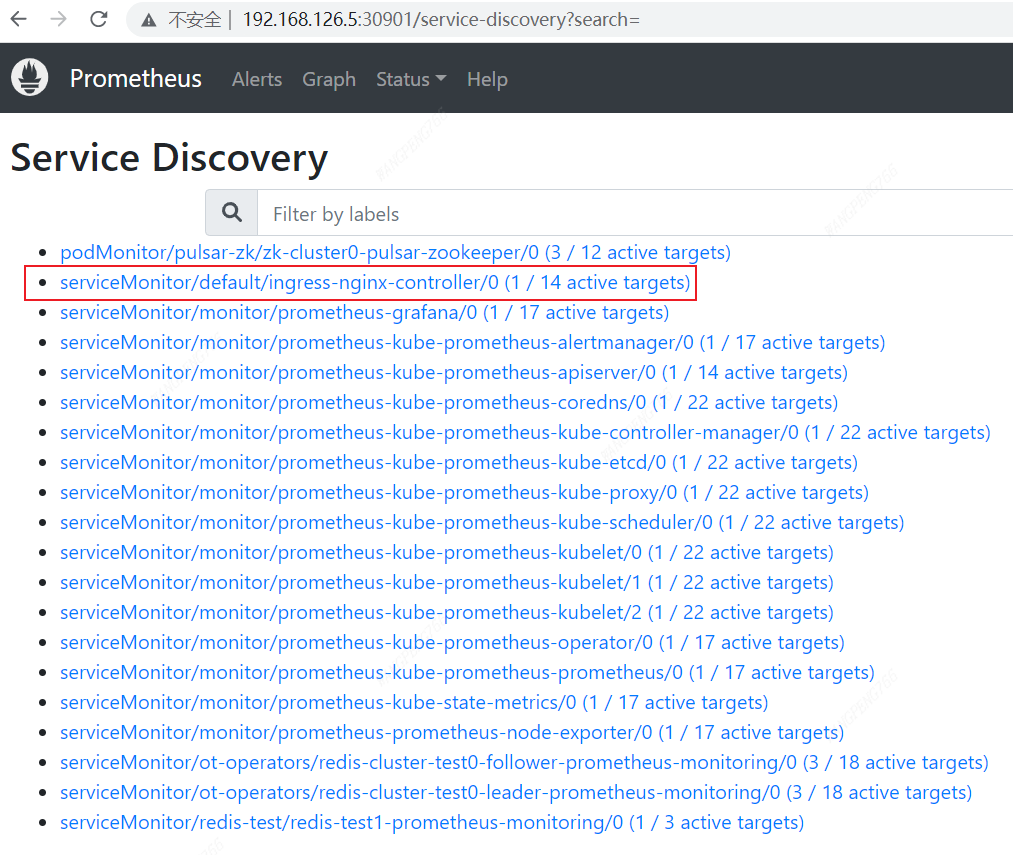 不安全 | 192.168.126.5:30901/service-discovery?search=
Prometheus Alerts Graph Status Help
Service Discovery
Filter by labels
podMonitor/pulsar-zk/zk-cluster0-pulsar-zookeeper/0 (3 / 12 active targets)
serviceMonitor/default/ingress-nginx-controller/0 (1 / 14 active targets)
serviceMonitor/monitor/prometheus-grafana/0 (1 / 17 active targets)
serviceMonitor/monitor/prometheus-kube-prometheus-alertmanager/0 (1 / 17 active targets)
serviceMonitor/monitor/prometheus-kube-prometheus-apiserver/0 (1 / 14 active targets)
serviceMonitor/monitor/prometheus-kube-prometheus-coredns/0 (1 / 22 active targets)
serviceMonitor/monitor/prometheus-kube-prometheus-kube-controller-manager/0 (1 / 22 active targets)
serviceMonitor/monitor/prometheus-kube-prometheus-kube-etcd/0 (1 / 22 active targets)
serviceMonitor/monitor/prometheus-kube-prometheus-kube-proxy/0 (1 / 22 active targets)
serviceMonitor/monitor/prometheus-kube-prometheus-kube-scheduler/0 (1 / 22 active targets)
serviceMonitor/monitor/prometheus-kube-prometheus-kubelet/0 (1 / 22 active targets)
serviceMonitor/monitor/prometheus-kube-prometheus-kubelet/1 (1 / 22 active targets)
serviceMonitor/monitor/prometheus-kube-prometheus-kubelet/2 (1 / 22 active targets)
serviceMonitor/monitor/prometheus-kube-prometheus-operator/0 (1 / 17 active targets)
serviceMonitor/monitor/prometheus-kube-prometheus-prometheus/0 (1 / 17 active targets)
serviceMonitor/monitor/prometheus-kube-state-metrics/0 (1 / 17 active targets)
serviceMonitor/monitor/prometheus-prometheus-node-exporter/0 (1 / 17 active targets)
serviceMonitor/ot-operators/redis-cluster-test0-follower-prometheus-monitoring/0 (3 / 18 active targets)
serviceMonitor/ot-operators/redis-cluster-test0-leader-prometheus-monitoring/0 (3 / 18 active targets)
serviceMonitor/redis-test/redis-test1-prometheus-monitoring/0 (1 / 3 active targets)